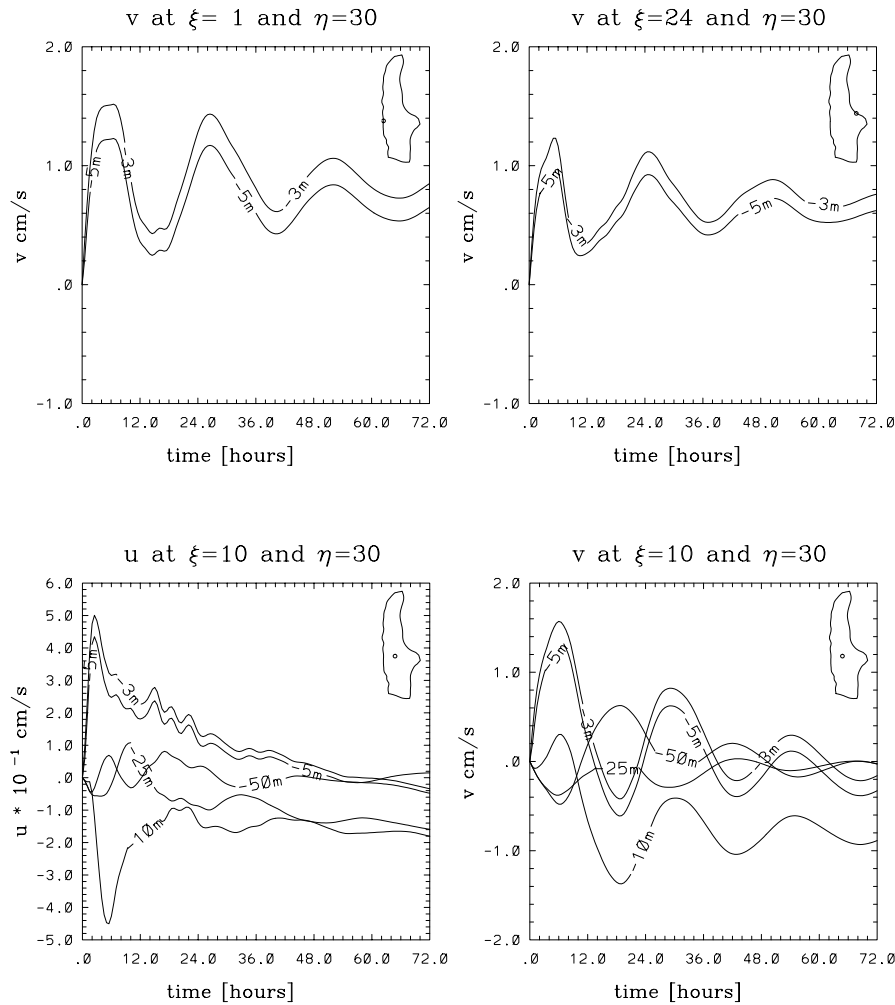 v at ξ= 1 and η=30
2.0
1.0
.0
-1.0
v cm/s
-5m
-3m
-5m
-3m
.0 12.0 24.0 36.0 48.0 60.0 72.0
time [hours]
v at ξ=24 and η=30
2.0
1.0
.0
-1.0
v cm/s
-5m
-3m
-5m
-3m
.0 12.0 24.0 36.0 48.0 60.0 72.0
time [hours]
u at ξ=10 and η=30
6.0
5.0
4.0
3.0
2.0
1.0
.0
-1.0
-2.0
-3.0
-4.0
-5.0
u * 10⁻¹ cm/s
-5m
-3m
-25m
-10m
-50m
-5m
.0 12.0 24.0 36.0 48.0 60.0 72.0
time [hours]
v at ξ=10 and η=30
2.0
1.0
.0
-1.0
-2.0
v cm/s
-5m
-3m
-25m
-10m
-50m
-5m
-3m
.0 12.0 24.0 36.0 48.0 60.0 72.0
time [hours]